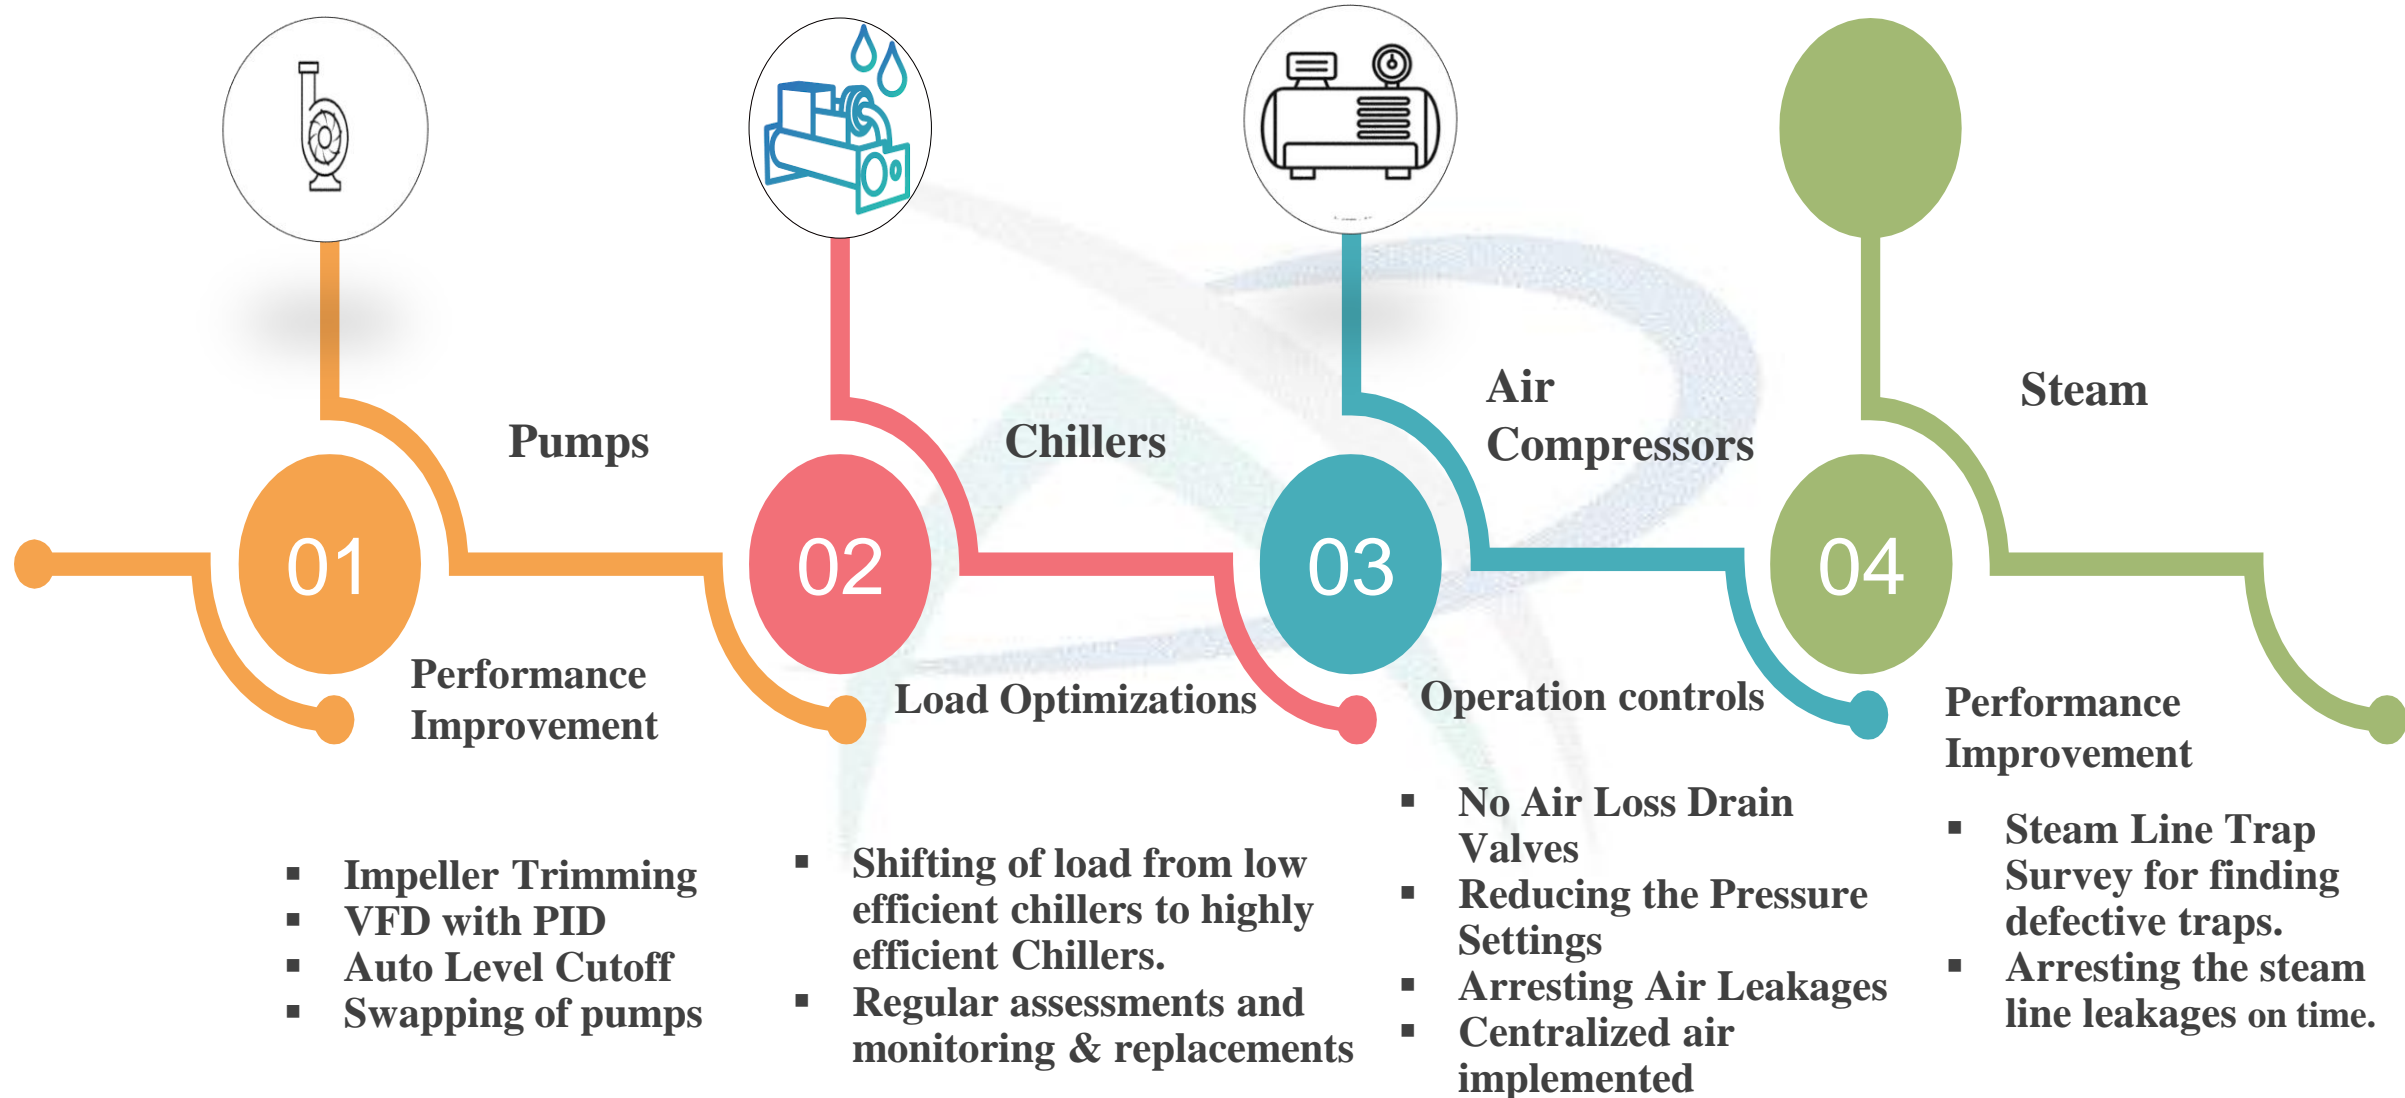 Pumps
01
Performance
Improvement
▪ Impeller Trimming
▪ VFD with PID
▪ Auto Level Cutoff
▪ Swapping of pumps
Chillers
02
Load Optimizations
▪ Shifting of load from low
efficient chillers to highly
efficient Chillers.
▪ Regular assessments and
monitoring & replacements
Air
Compressors
03
Operation controls
▪ No Air Loss Drain
Valves
▪ Reducing the Pressure
Settings
▪ Arresting Air Leakages
▪ Centralized air
implemented
Steam
04
Performance
Improvement
▪ Steam Line Trap
Survey for finding
defective traps.
▪ Arresting the steam
line leakages on time.